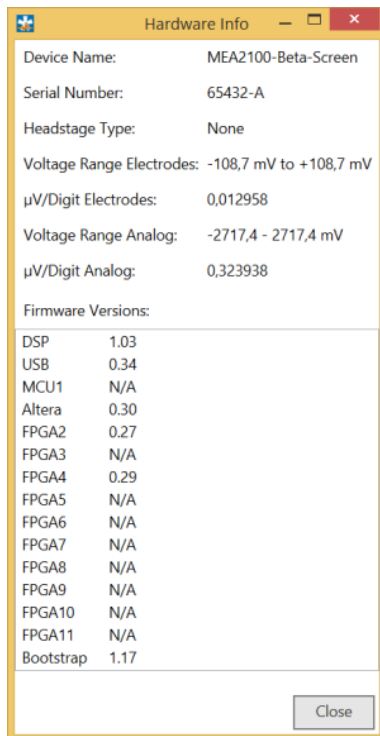 Hardware Info
Device Name: MEA2100-Beta-Screen
Serial Number: 65432-A
Headstage Type: None
Voltage Range Electrodes: -108,7 mV to +108,7 mV
µV/Digit Electrodes: 0,012958
Voltage Range Analog: -2717,4 - 2717,4 mV
µV/Digit Analog: 0,323938
Firmware Versions:
DSP 1.03
USB 0.34
MCU1 N/A
Altera 0.30
FPGA2 0.27
FPGA3 N/A
FPGA4 0.29
FPGA5 N/A
FPGA6 N/A
FPGA7 N/A
FPGA8 N/A
FPGA9 N/A
FPGA10 N/A
FPGA11 N/A
Bootstrap 1.17
Close